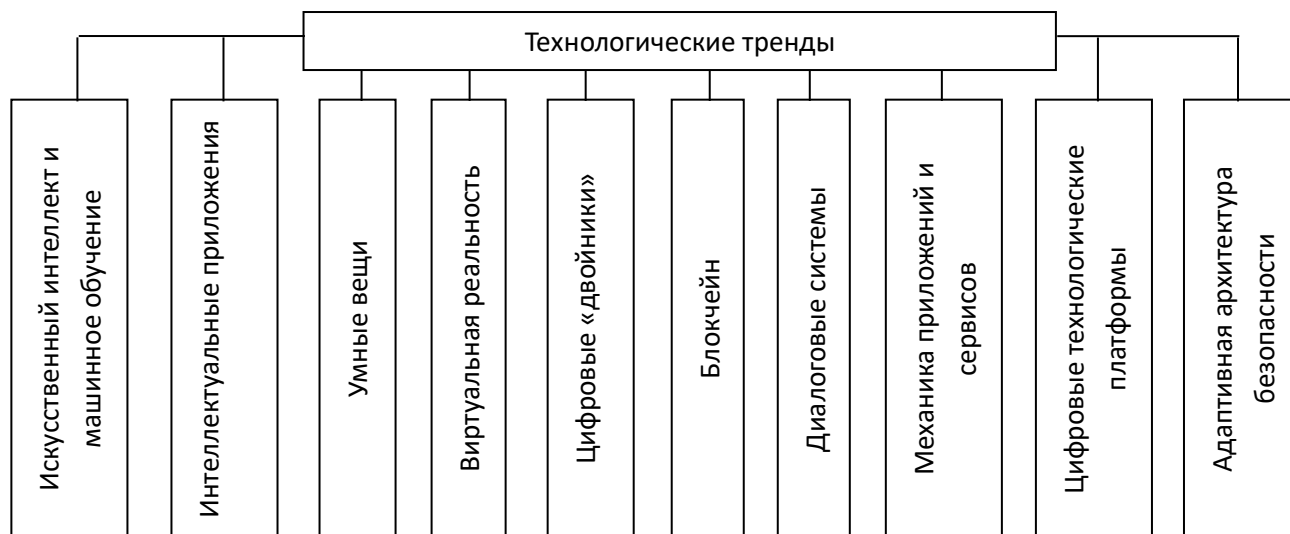 Технологические тренды
Искусственный интеллект и
машинное обучение
Интеллектуальные приложения
Умные вещи
Виртуальная реальность
Цифровые «двойники»
Блокчейн
Диалоговые системы
Механика приложений и
сервисов
Цифровые технологические
платформы
Адаптивная архитектура
безопасности